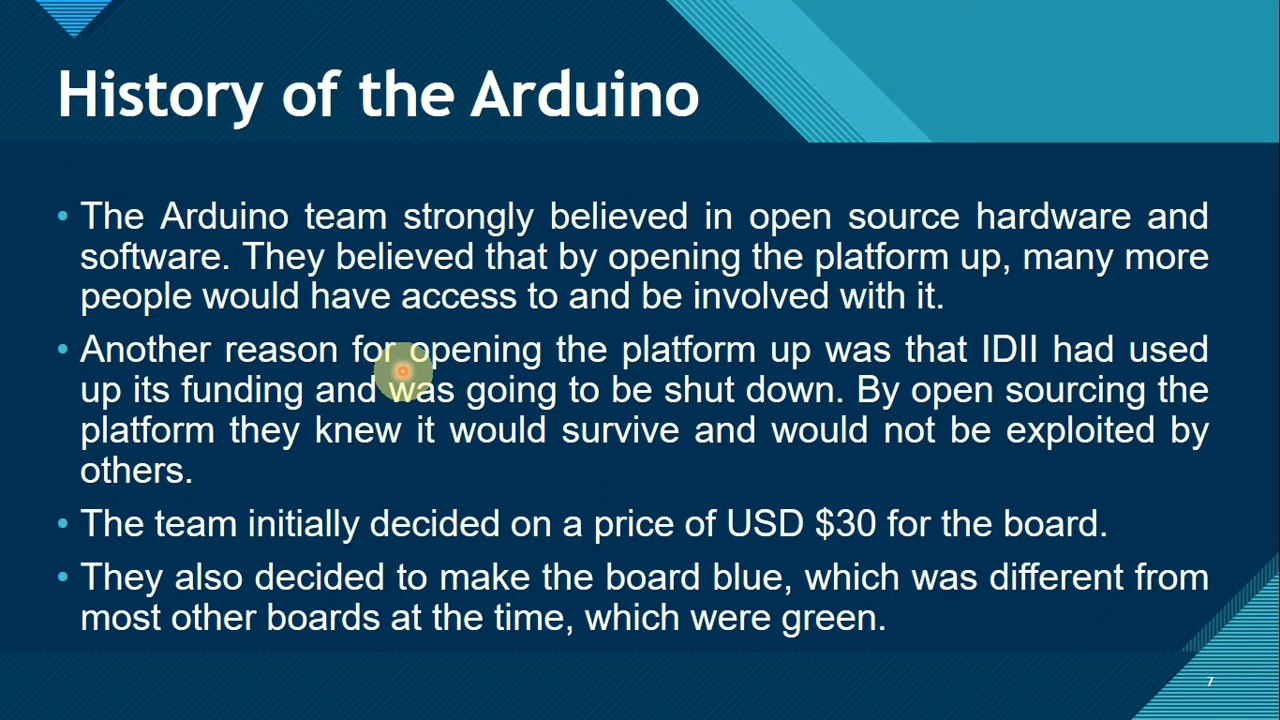 History of the Arduino
• The Arduino team strongly believed in open source hardware and
software. They believed that by opening the platform up, many more
people would have access to and be involved with it.
• Another reason for opening the platform up was that IDII had used
up its funding and was going to be shut down. By open sourcing the
platform they knew it would survive and would not be exploited by
others.
• The team initially decided on a price of USD $30 for the board.
• They also decided to make the board blue, which was different from
most other boards at the time, which were green.
7